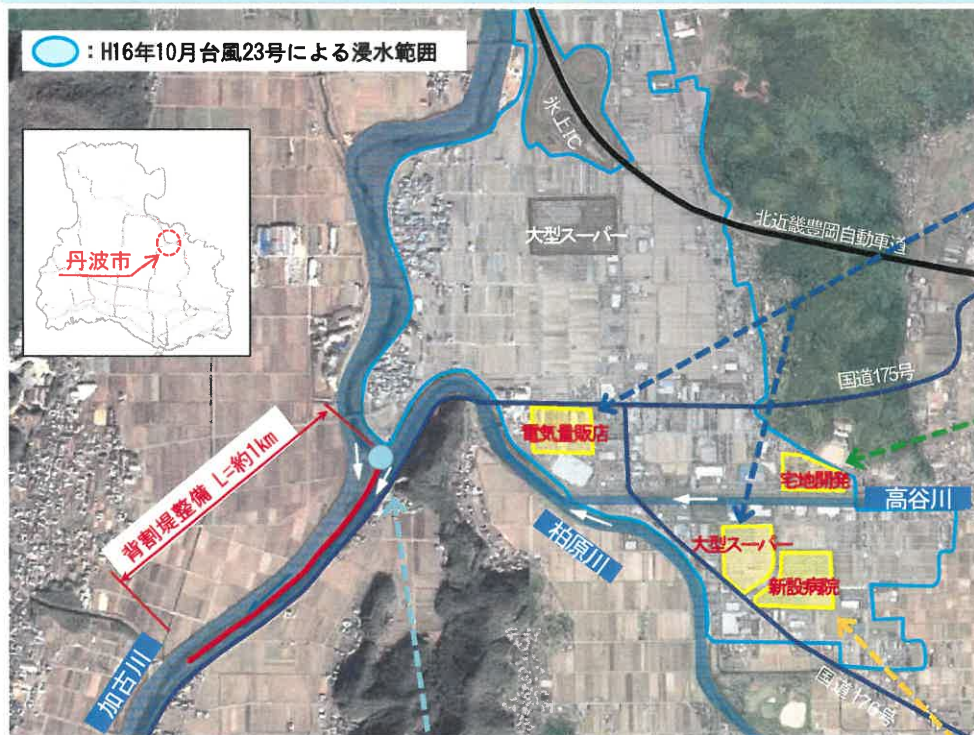 ：H16年10月台風23号による浸水範囲
氷上IC
大型スーパー
北近畿豊岡自動車道
丹波市
国道175号
電気量販店
宅地開発
高谷川
背割堤整備 L=約1km
柏原川
大型スーパー
新設病院
加古川
国道176号